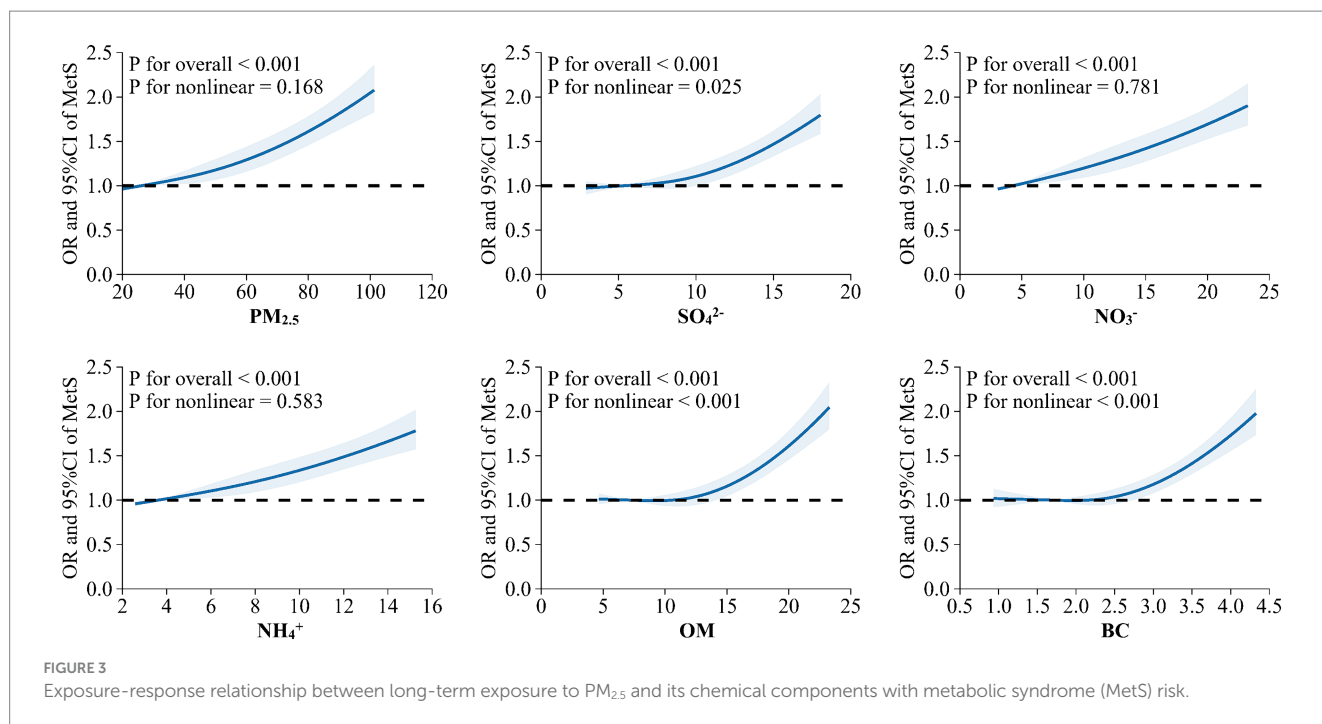 2.5
P for overall < 0.001
P for nonlinear = 0.168
2.0
1.5
1.0
0.5
0.0
OR and 95%CI of MetS
20 40 60 80 100 120
PM₂.₅
2.5
P for overall < 0.001
P for nonlinear = 0.025
2.0
1.5
1.0
0.5
0.0
OR and 95%CI of MetS
0 5 10 15 20
SO₄²⁻
2.5
P for overall < 0.001
P for nonlinear = 0.781
2.0
1.5
1.0
0.5
0.0
OR and 95%CI of MetS
0 5 10 15 20 25
NO₃⁻
2.5
P for overall < 0.001
P for nonlinear = 0.583
2.0
1.5
1.0
0.5
0.0
OR and 95%CI of MetS
2 4 6 8 10 12 14 16
NH₄⁺
2.5
P for overall < 0.001
P for nonlinear < 0.001
2.0
1.5
1.0
0.5
0.0
OR and 95%CI of MetS
0 5 10 15 20 25
OM
2.5
P for overall < 0.001
P for nonlinear < 0.001
2.0
1.5
1.0
0.5
0.0
OR and 95%CI of MetS
0.5 1.0 1.5 2.0 2.5 3.0 3.5 4.0 4.5
BC
FIGURE 3
Exposure-response relationship between long-term exposure to PM₂.₅ and its chemical components with metabolic syndrome (MetS) risk.